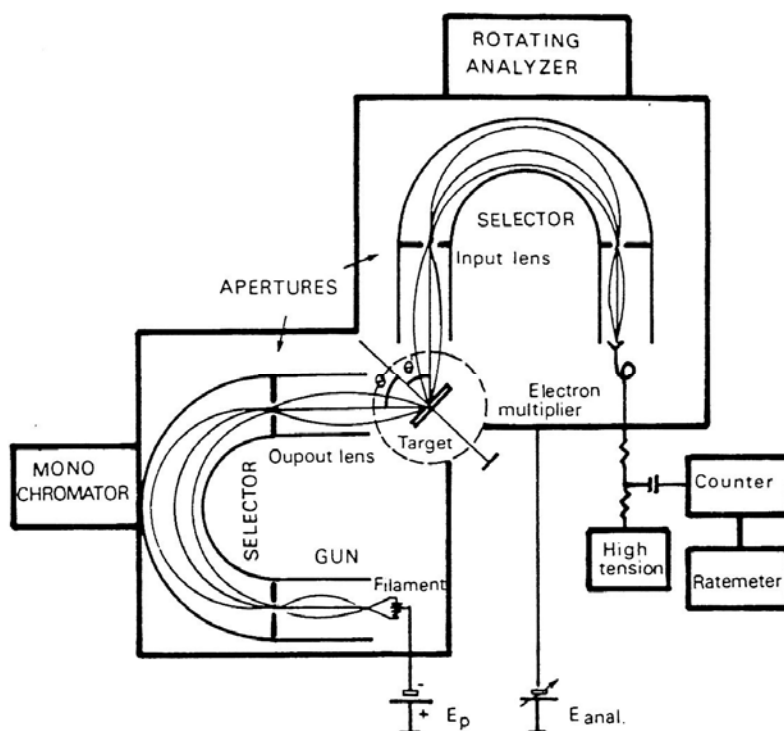 ROTATING
ANALYZER
SELECTOR
Input lens
APERTURES
θ
θ
Electron
multiplier
Target
Oupout lens
MONO
CHROMATOR
SELECTOR
GUN
Filament
Counter
High
tension
Ratemeter
-
+
Ep
E anal.